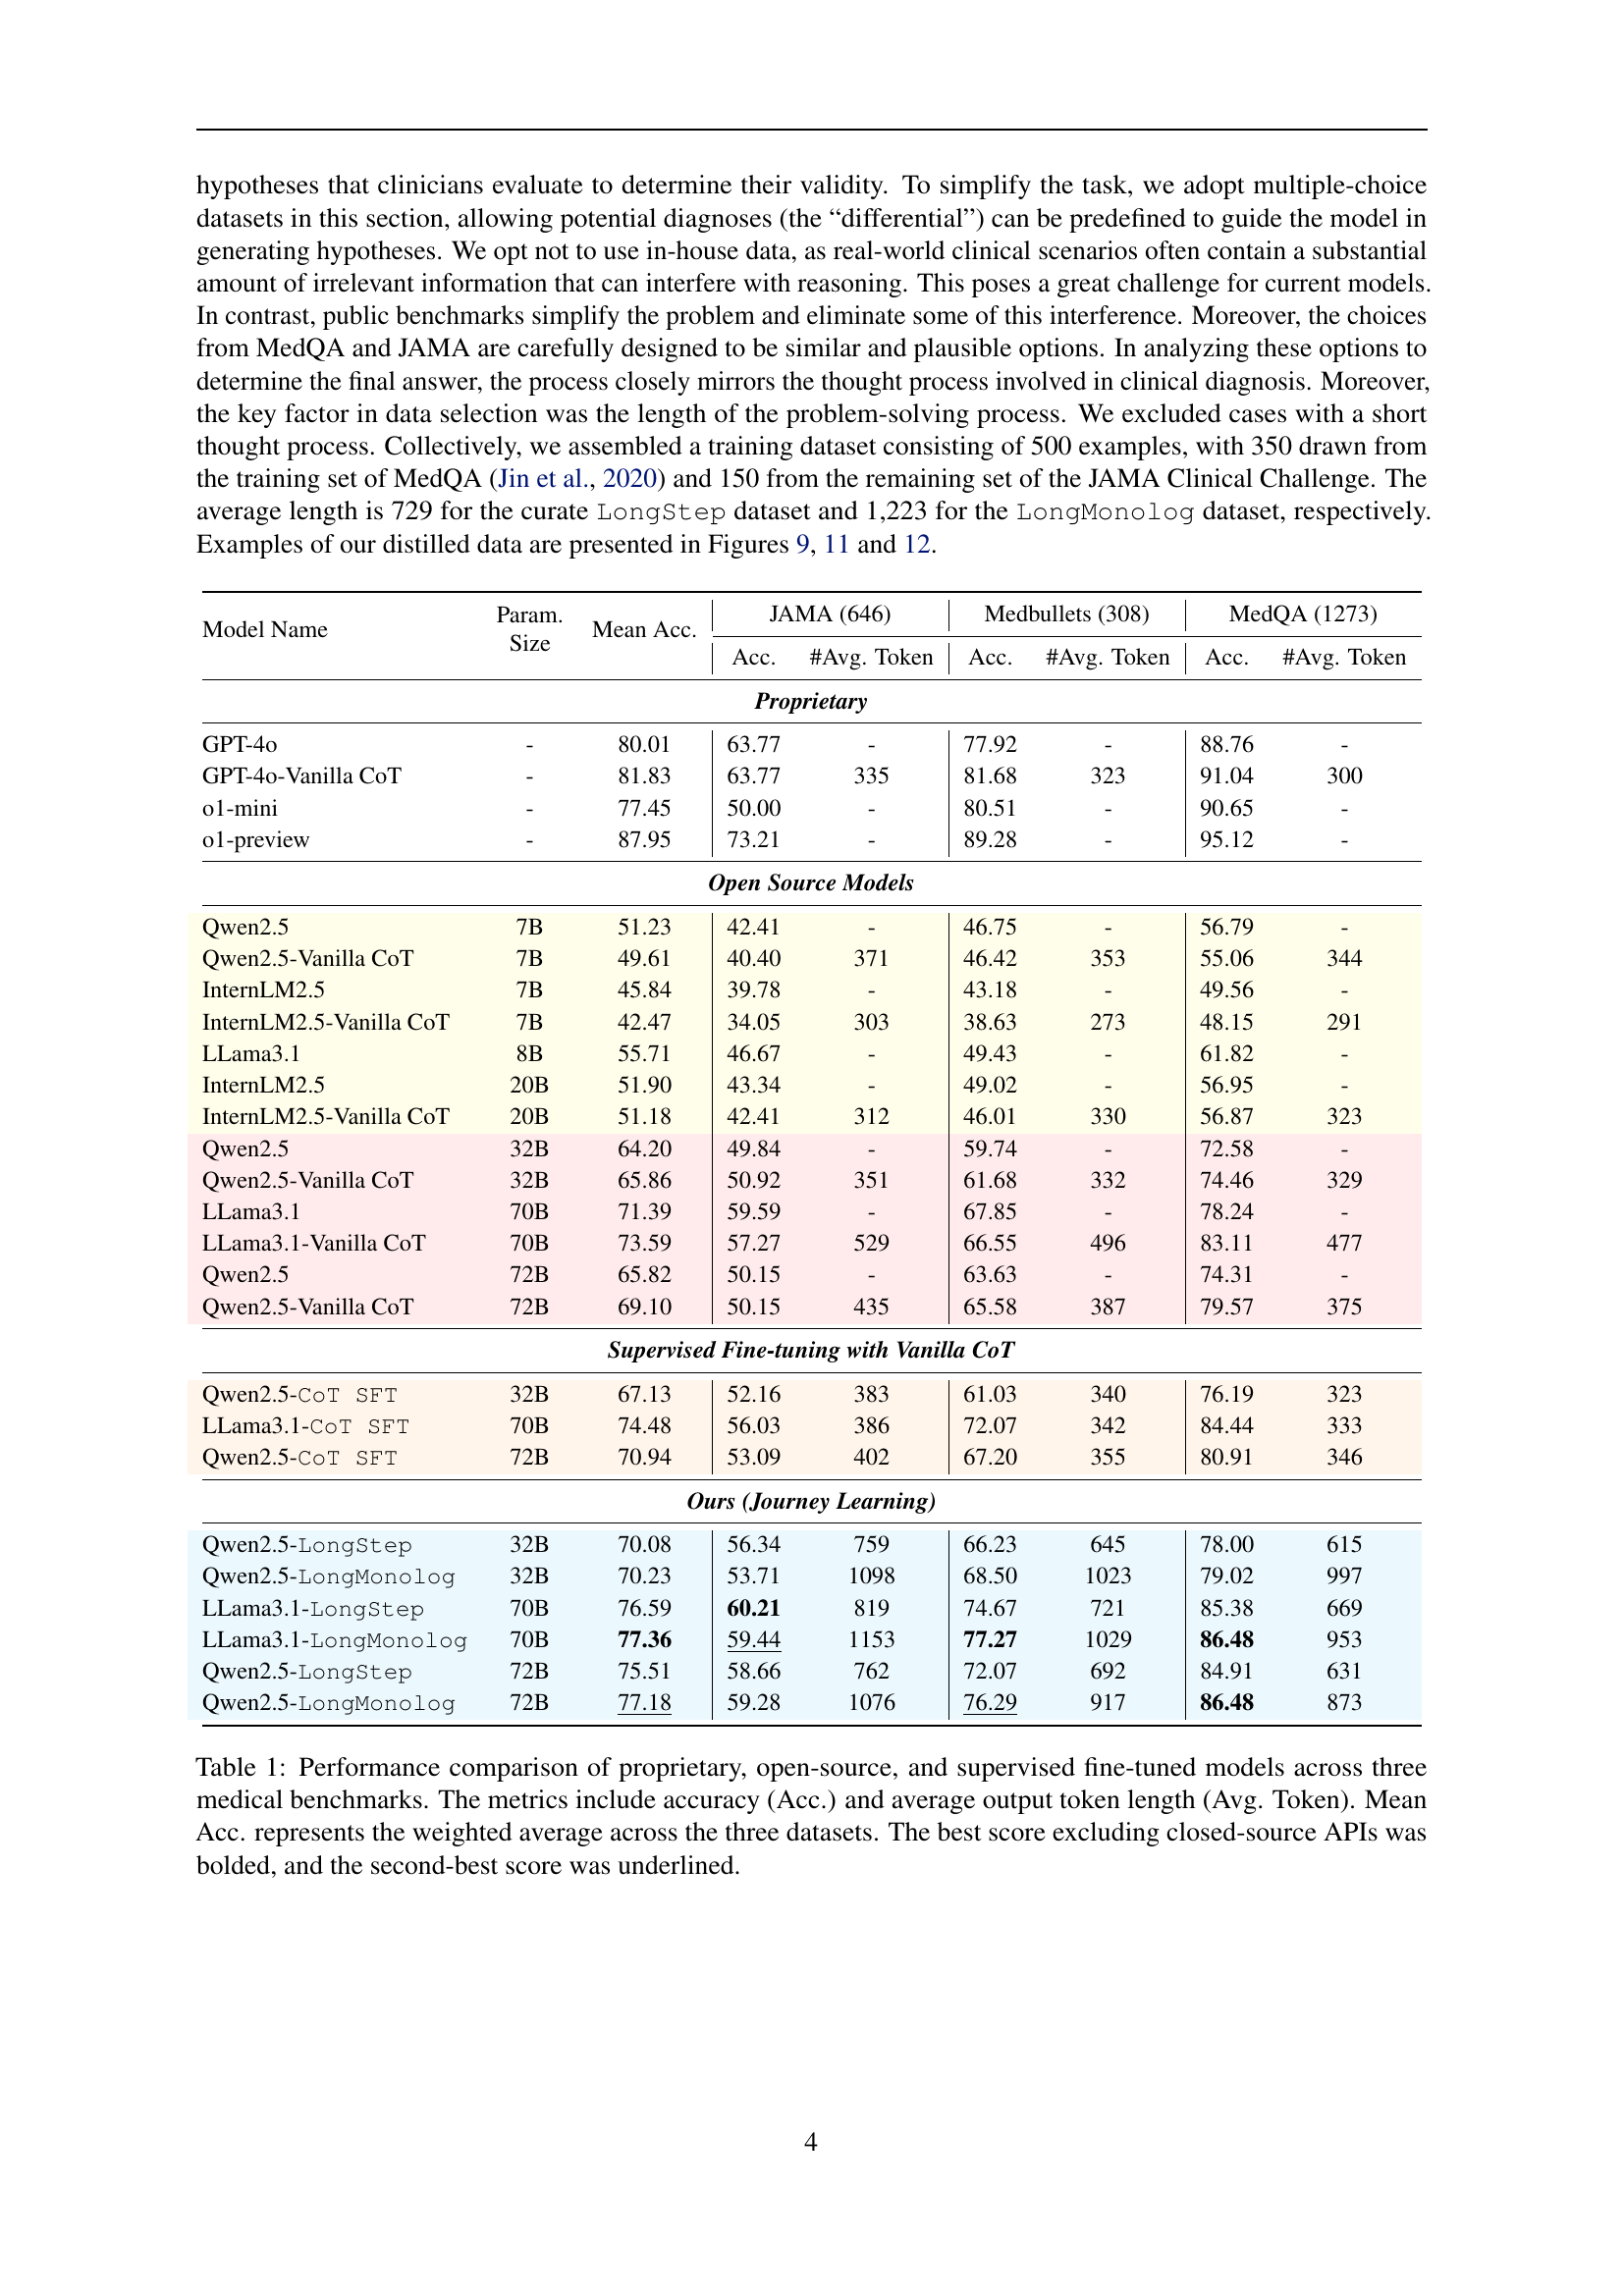 hypotheses that clinicians evaluate to determine their validity. To simplify the task, we adopt multiple-choice
datasets in this section, allowing potential diagnoses (the “differential”) can be predefined to guide the model in
generating hypotheses. We opt not to use in-house data, as real-world clinical scenarios often contain a substantial
amount of irrelevant information that can interfere with reasoning. This poses a great challenge for current models.
In contrast, public benchmarks simplify the problem and eliminate some of this interference. Moreover, the choices
from MedQA and JAMA are carefully designed to be similar and plausible options. In analyzing these options to
determine the final answer, the process closely mirrors the thought process involved in clinical diagnosis. Moreover,
the key factor in data selection was the length of the problem-solving process. We excluded cases with a short
thought process. Collectively, we assembled a training dataset consisting of 500 examples, with 350 drawn from
the training set of MedQA (Jin et al., 2020) and 150 from the remaining set of the JAMA Clinical Challenge. The
average length is 729 for the curate LongStep dataset and 1,223 for the LongMonolog dataset, respectively.
Examples of our distilled data are presented in Figures 9, 11 and 12.
Model Name Param. Size Mean Acc. JAMA (646) Medbullets (308) MedQA (1273)
Acc. #Avg. Token Acc. #Avg. Token Acc. #Avg. Token
Proprietary
GPT-4o - 80.01 63.77 - 77.92 - 88.76 -
GPT-4o-Vanilla CoT - 81.83 63.77 335 81.68 323 91.04 300
o1-mini - 77.45 50.00 - 80.51 - 90.65 -
o1-preview - 87.95 73.21 - 89.28 - 95.12 -
Open Source Models
Qwen2.5 7B 51.23 42.41 - 46.75 - 56.79 -
Qwen2.5-Vanilla CoT 7B 49.61 40.40 371 46.42 353 55.06 344
InternLM2.5 7B 45.84 39.78 - 43.18 - 49.56 -
InternLM2.5-Vanilla CoT 7B 42.47 34.05 303 38.63 273 48.15 291
LLama3.1 8B 55.71 46.67 - 49.43 - 61.82 -
InternLM2.5 20B 51.90 43.34 - 49.02 - 56.95 -
InternLM2.5-Vanilla CoT 20B 51.18 42.41 312 46.01 330 56.87 323
Qwen2.5 32B 64.20 49.84 - 59.74 - 72.58 -
Qwen2.5-Vanilla CoT 32B 65.86 50.92 351 61.68 332 74.46 329
LLama3.1 70B 71.39 59.59 - 67.85 - 78.24 -
LLama3.1-Vanilla CoT 70B 73.59 57.27 529 66.55 496 83.11 477
Qwen2.5 72B 65.82 50.15 - 63.63 - 74.31 -
Qwen2.5-Vanilla CoT 72B 69.10 50.15 435 65.58 387 79.57 375
Supervised Fine-tuning with Vanilla CoT
Qwen2.5-CoT SFT 32B 67.13 52.16 383 61.03 340 76.19 323
LLama3.1-CoT SFT 70B 74.48 56.03 386 72.07 342 84.44 333
Qwen2.5-CoT SFT 72B 70.94 53.09 402 67.20 355 80.91 346
Ours (Journey Learning)
Qwen2.5-LongStep 32B 70.08 56.34 759 66.23 645 78.00 615
Qwen2.5-LongMonolog 32B 70.23 53.71 1098 68.50 1023 79.02 997
LLama3.1-LongStep 70B 76.59 60.21 819 74.67 721 85.38 669
LLama3.1-LongMonolog 70B 77.36 59.44 1153 77.27 1029 86.48 953
Qwen2.5-LongStep 72B 75.51 58.66 762 72.07 692 84.91 631
Qwen2.5-LongMonolog 72B 77.18 59.28 1076 76.29 917 86.48 873
Table 1: Performance comparison of proprietary, open-source, and supervised fine-tuned models across three
medical benchmarks. The metrics include accuracy (Acc.) and average output token length (Avg. Token). Mean
Acc. represents the weighted average across the three datasets. The best score excluding closed-source APIs was
bolded, and the second-best score was underlined.
4